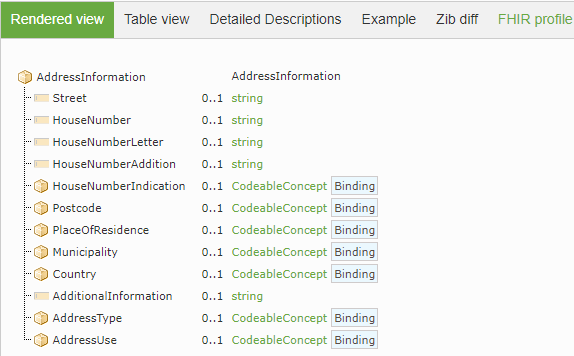 Rendered view Table view Detailed Descriptions Example Zib diff FHIR profile
AddressInformation AddressInformation
Street 0..1 string
HouseNumber 0..1 string
HouseNumberLetter 0..1 string
HouseNumberAddition 0..1 string
HouseNumberIndication 0..1 CodeableConcept Binding
Postcode 0..1 CodeableConcept Binding
PlaceOfResidence 0..1 CodeableConcept Binding
Municipality 0..1 CodeableConcept Binding
Country 0..1 CodeableConcept Binding
AdditionalInformation 0..1 string
AddressType 0..1 CodeableConcept Binding
AddressUse 0..1 CodeableConcept Binding